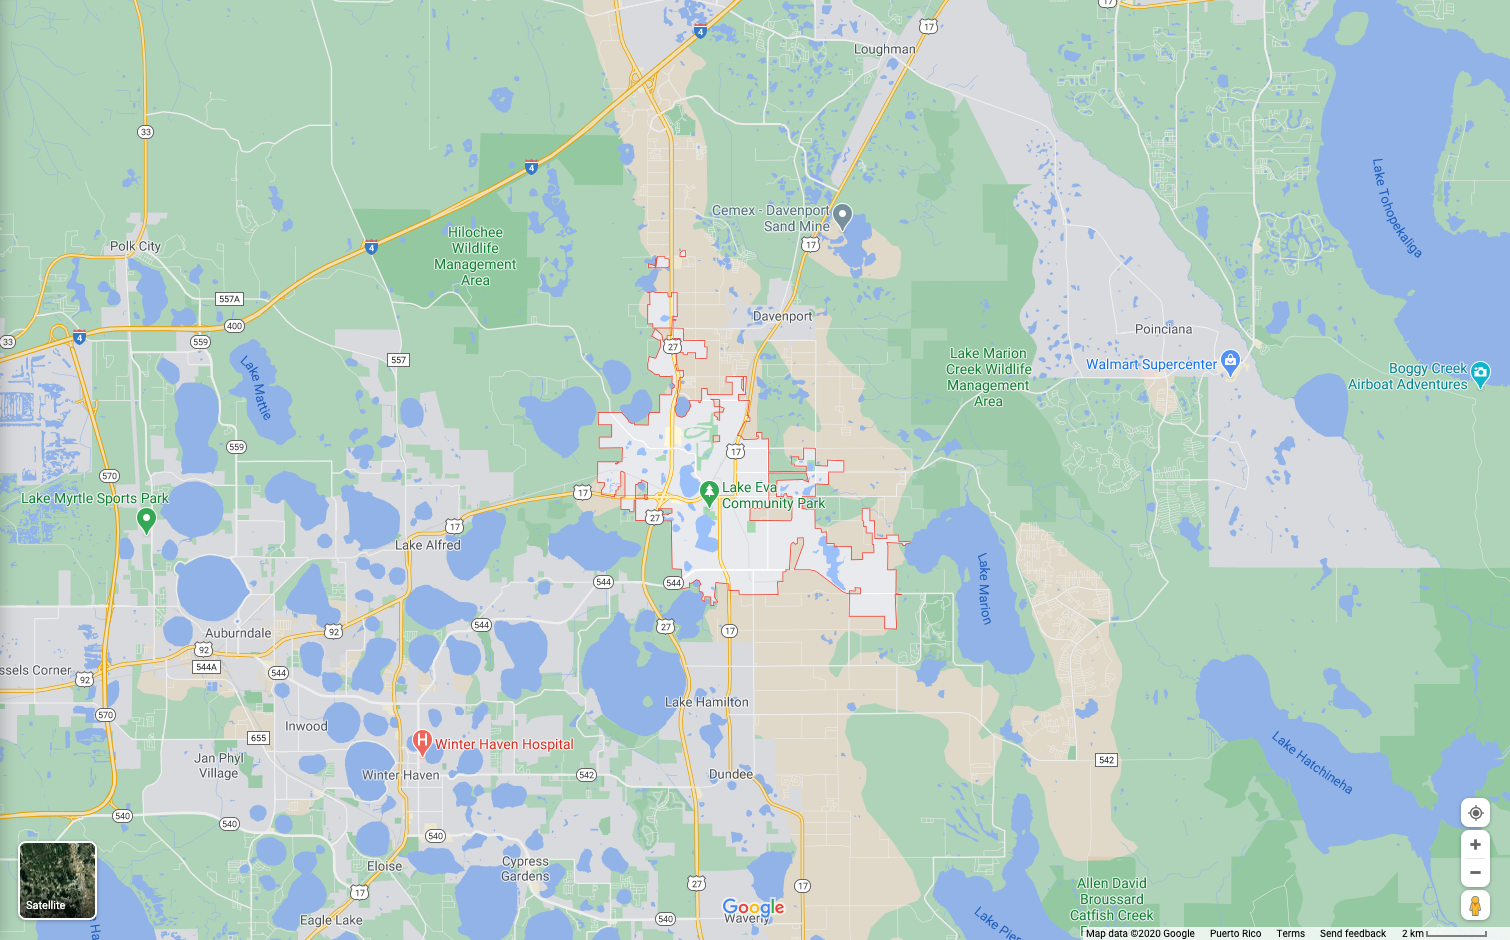 17
17
4
Loughman
33
4
Lake Tohopekaliga
Cemex - Davenport
Sand Mine
Hilochee
Wildlife
Management
Area
4
17
Polk City
557A
Davenport
400
Poinciana
33
4
559
27
557
Lake Marion
Creek Wildlife
Management
Area
Walmart Supercenter
Boggy Creek
Airboat Adventures
Lake Mattie
559
17
570
Lake Myrtle Sports Park
17
Lake Eva
Community Park
27
17
Lake Alfred
Lake Marion
544
544
Auburndale
92
544
27
17
92
544A
ssels Corner
92
544
Lake Hamilton
570
Inwood
655
Winter Haven Hospital
Jan Phyl
Village
Winter Haven
542
Dundee
542
Lake Hatchineha
540
540
540
Eloise
Cypress
Gardens
27
17
17
Allen David
Broussard
Catfish Creek
Satellite
Google
Eagle Lake
540
Waverly
Lake Pier
Ha
Map data ©2020 Google
Puerto Rico
Terms
Send feedback
2 km